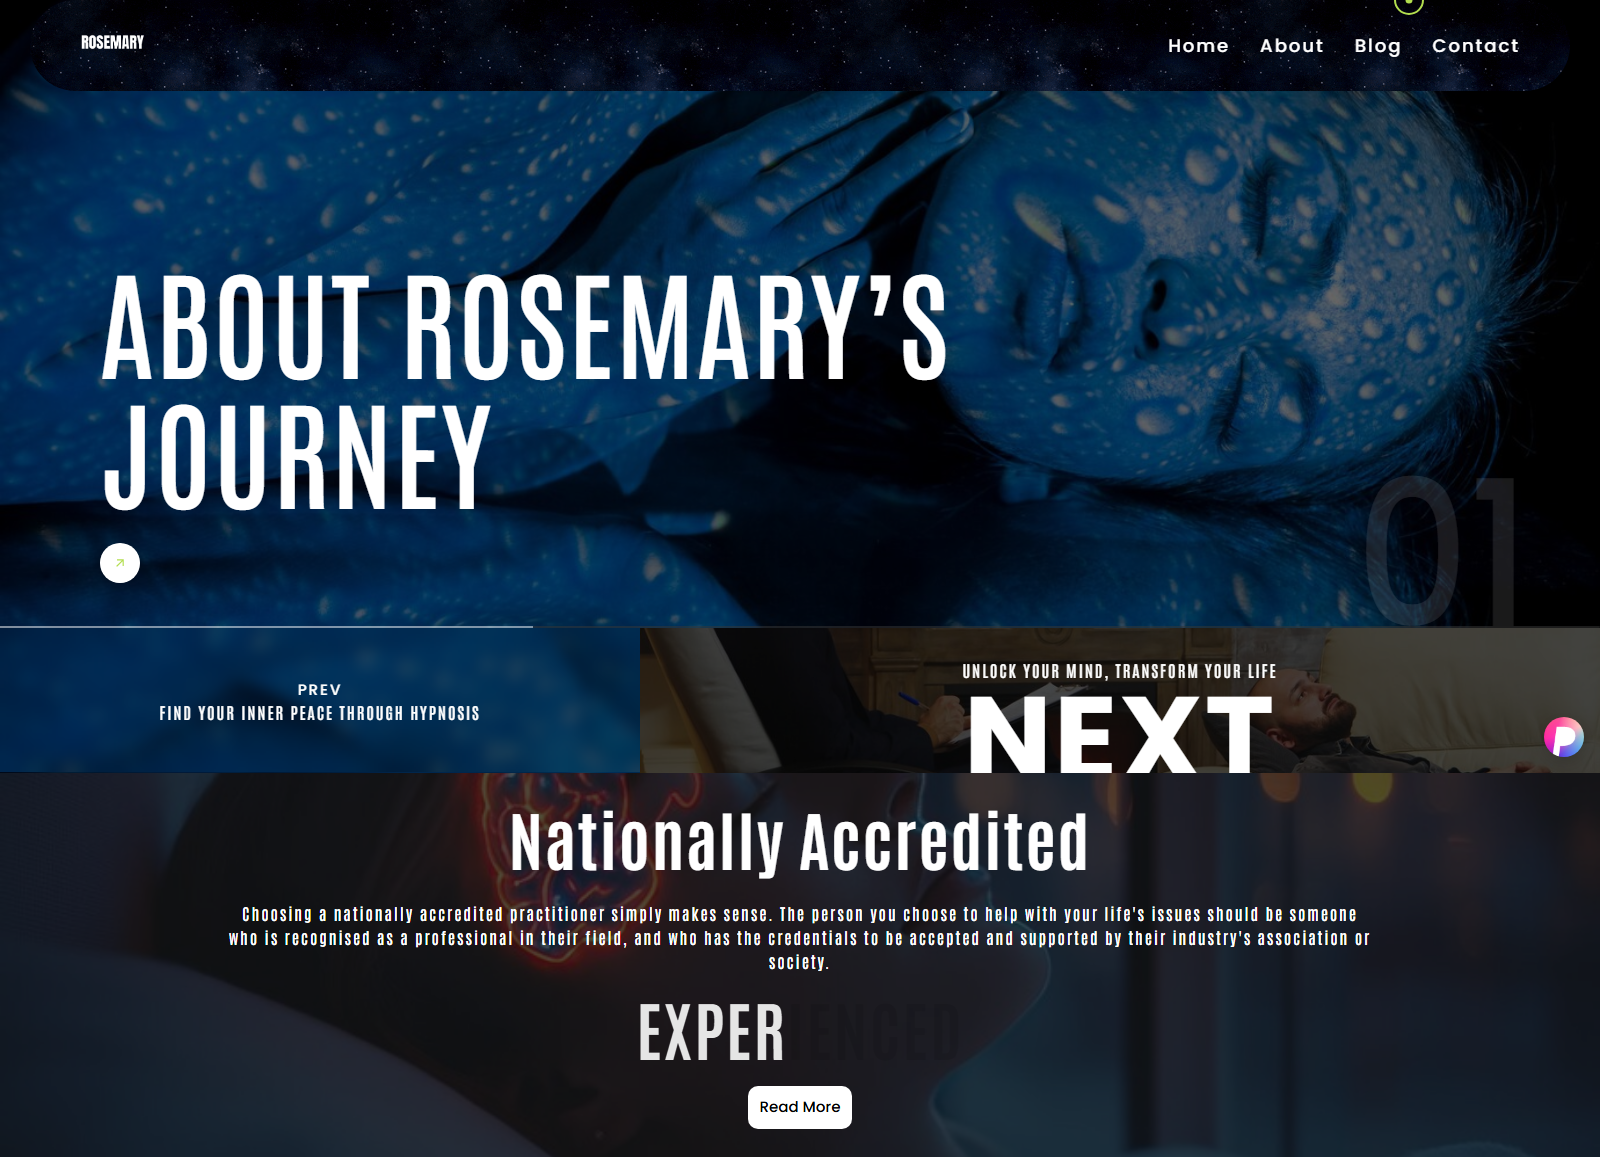 ROSEMARY
Home About Blog Contact
ABOUT ROSEMARY’S
JOURNEY
01
PREV
FIND YOUR INNER PEACE THROUGH HYPNOSIS
UNLOCK YOUR MIND, TRANSFORM YOUR LIFE
NEXT
Nationally Accredited
Choosing a nationally accredited practitioner simply makes sense. The person you choose to help with your life's issues should be someone
who is recognised as a professional in their field, and who has the credentials to be accepted and supported by their industry's association or
society.
EXPERIENCED
Read More